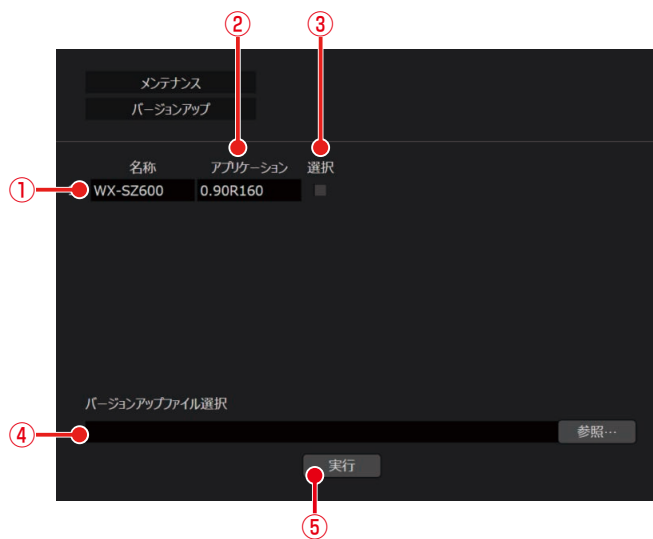 ② ③
メンテナンス
バージョンアップ
名称 アプリケーション 選択
① WX-SZ600 0.90R160
バージョンアップファイル選択
④ 参照…
実行
⑤